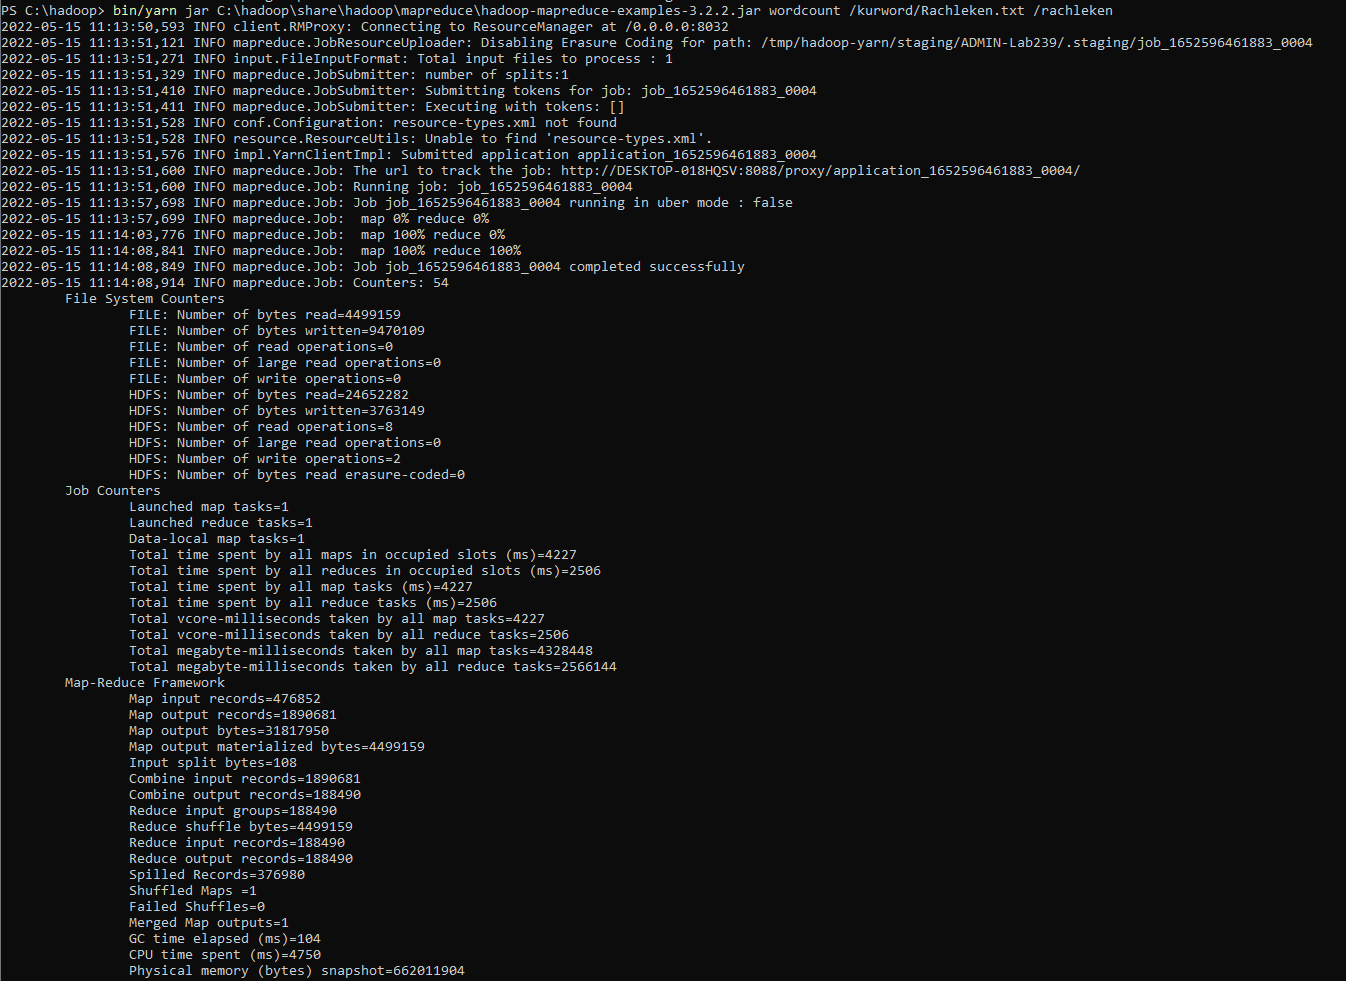 PS C:\hadoop> bin/yarn jar C:\hadoop\share\hadoop\mapreduce\hadoop-mapreduce-examples-3.2.2.jar wordcount /kurword/Rachleken.txt /rachleken
2022-05-15 11:13:50,593 INFO client.RMProxy: Connecting to ResourceManager at /0.0.0.0:8032
2022-05-15 11:13:51,121 INFO mapreduce.JobResourceUploader: Disabling Erasure Coding for path: /tmp/hadoop-yarn/staging/ADMIN-Lab239/.staging/job_1652596461883_0004
2022-05-15 11:13:51,271 INFO input.FileInputFormat: Total input files to process : 1
2022-05-15 11:13:51,329 INFO mapreduce.JobSubmitter: number of splits:1
2022-05-15 11:13:51,410 INFO mapreduce.JobSubmitter: Submitting tokens for job: job_1652596461883_0004
2022-05-15 11:13:51,411 INFO mapreduce.JobSubmitter: Executing with tokens: []
2022-05-15 11:13:51,528 INFO conf.Configuration: resource-types.xml not found
2022-05-15 11:13:51,528 INFO resource.ResourceUtils: Unable to find 'resource-types.xml'.
2022-05-15 11:13:51,576 INFO impl.YarnClientImpl: Submitted application application_1652596461883_0004
2022-05-15 11:13:51,600 INFO mapreduce.Job: The url to track the job: http://DESKTOP-018HQSV:8088/proxy/application_1652596461883_0004/
2022-05-15 11:13:51,600 INFO mapreduce.Job: Running job: job_1652596461883_0004
2022-05-15 11:13:57,698 INFO mapreduce.Job: Job job_1652596461883_0004 running in uber mode : false
2022-05-15 11:13:57,699 INFO mapreduce.Job:  map 0% reduce 0%
2022-05-15 11:14:03,776 INFO mapreduce.Job:  map 100% reduce 0%
2022-05-15 11:14:08,841 INFO mapreduce.Job:  map 100% reduce 100%
2022-05-15 11:14:08,849 INFO mapreduce.Job: Job job_1652596461883_0004 completed successfully
2022-05-15 11:14:08,914 INFO mapreduce.Job: Counters: 54
File System Counters
FILE: Number of bytes read=4499159
FILE: Number of bytes written=9470109
FILE: Number of read operations=0
FILE: Number of large read operations=0
FILE: Number of write operations=0
HDFS: Number of bytes read=24652282
HDFS: Number of bytes written=3763149
HDFS: Number of read operations=8
HDFS: Number of large read operations=0
HDFS: Number of write operations=2
HDFS: Number of bytes read erasure-coded=0
Job Counters
Launched map tasks=1
Launched reduce tasks=1
Data-local map tasks=1
Total time spent by all maps in occupied slots (ms)=4227
Total time spent by all reduces in occupied slots (ms)=2506
Total time spent by all map tasks (ms)=4227
Total time spent by all reduce tasks (ms)=2506
Total vcore-milliseconds taken by all map tasks=4227
Total vcore-milliseconds taken by all reduce tasks=2506
Total megabyte-milliseconds taken by all map tasks=4328448
Total megabyte-milliseconds taken by all reduce tasks=2566144
Map-Reduce Framework
Map input records=476852
Map output records=1890681
Map output bytes=31817950
Map output materialized bytes=4499159
Input split bytes=108
Combine input records=1890681
Combine output records=188490
Reduce input groups=188490
Reduce shuffle bytes=4499159
Reduce input records=188490
Reduce output records=188490
Spilled Records=376980
Shuffled Maps =1
Failed Shuffles=0
Merged Map outputs=1
GC time elapsed (ms)=104
CPU time spent (ms)=4750
Physical memory (bytes) snapshot=662011904